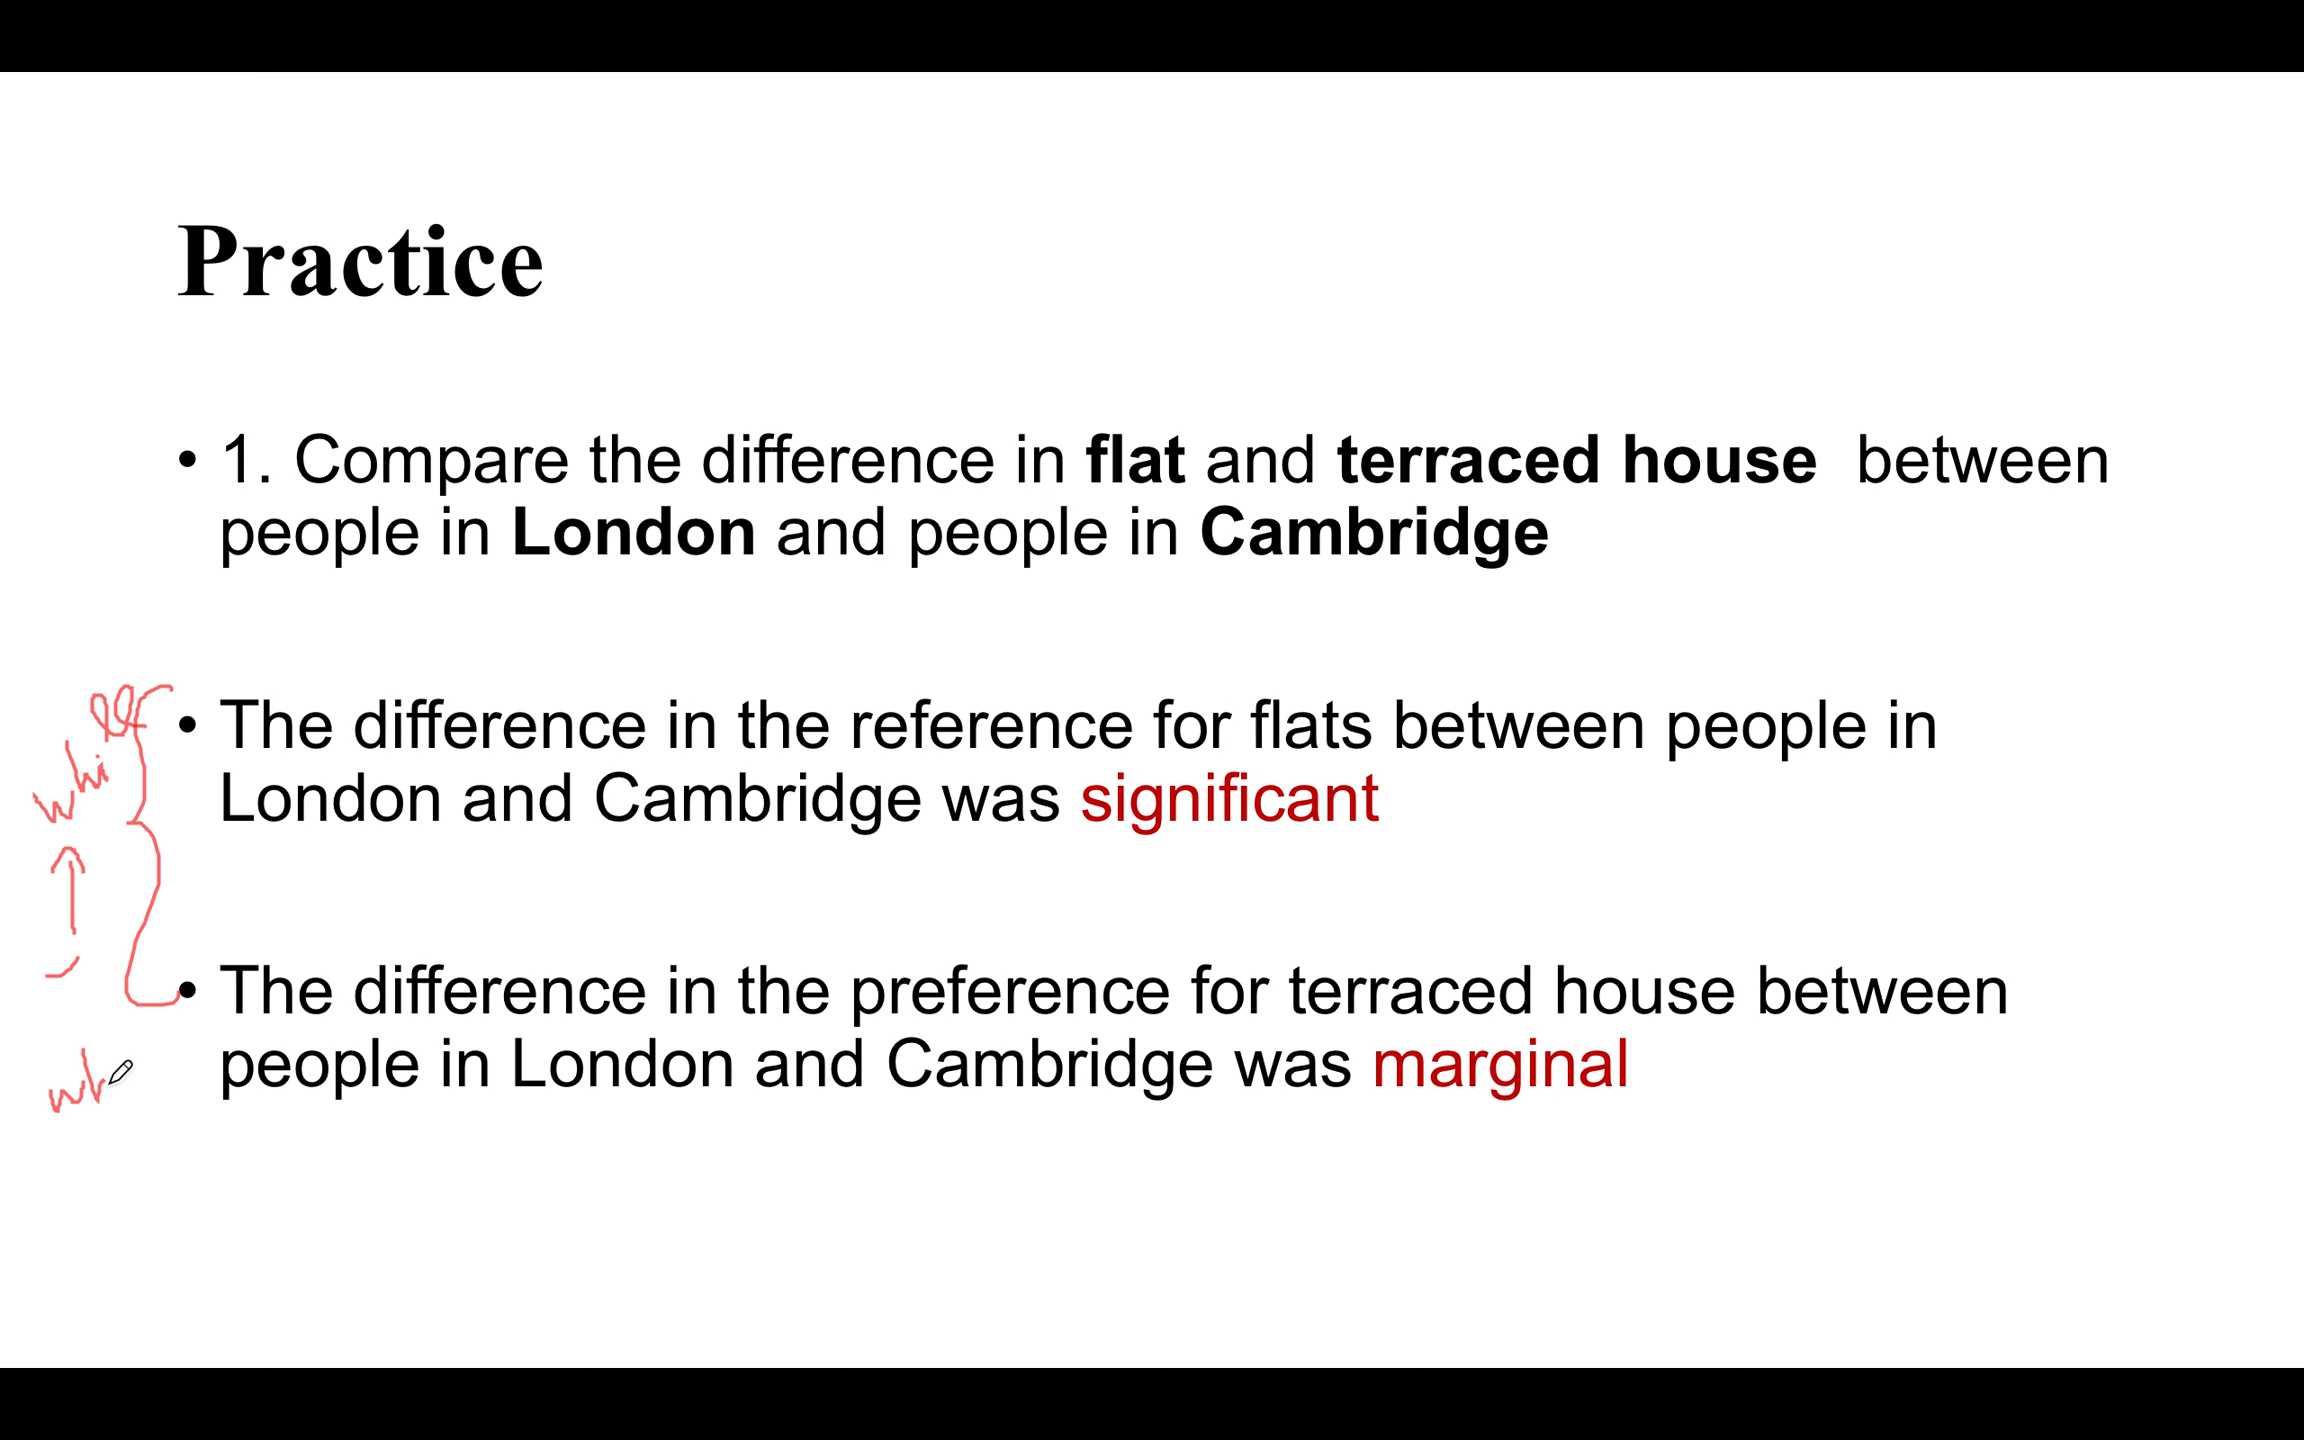 Practice
• 1. Compare the difference in flat and terraced house between
people in London and people in Cambridge
while
• The difference in the reference for flats between people in
London and Cambridge was significant
• The difference in the preference for terraced house between
people in London and Cambridge was marginal
wh